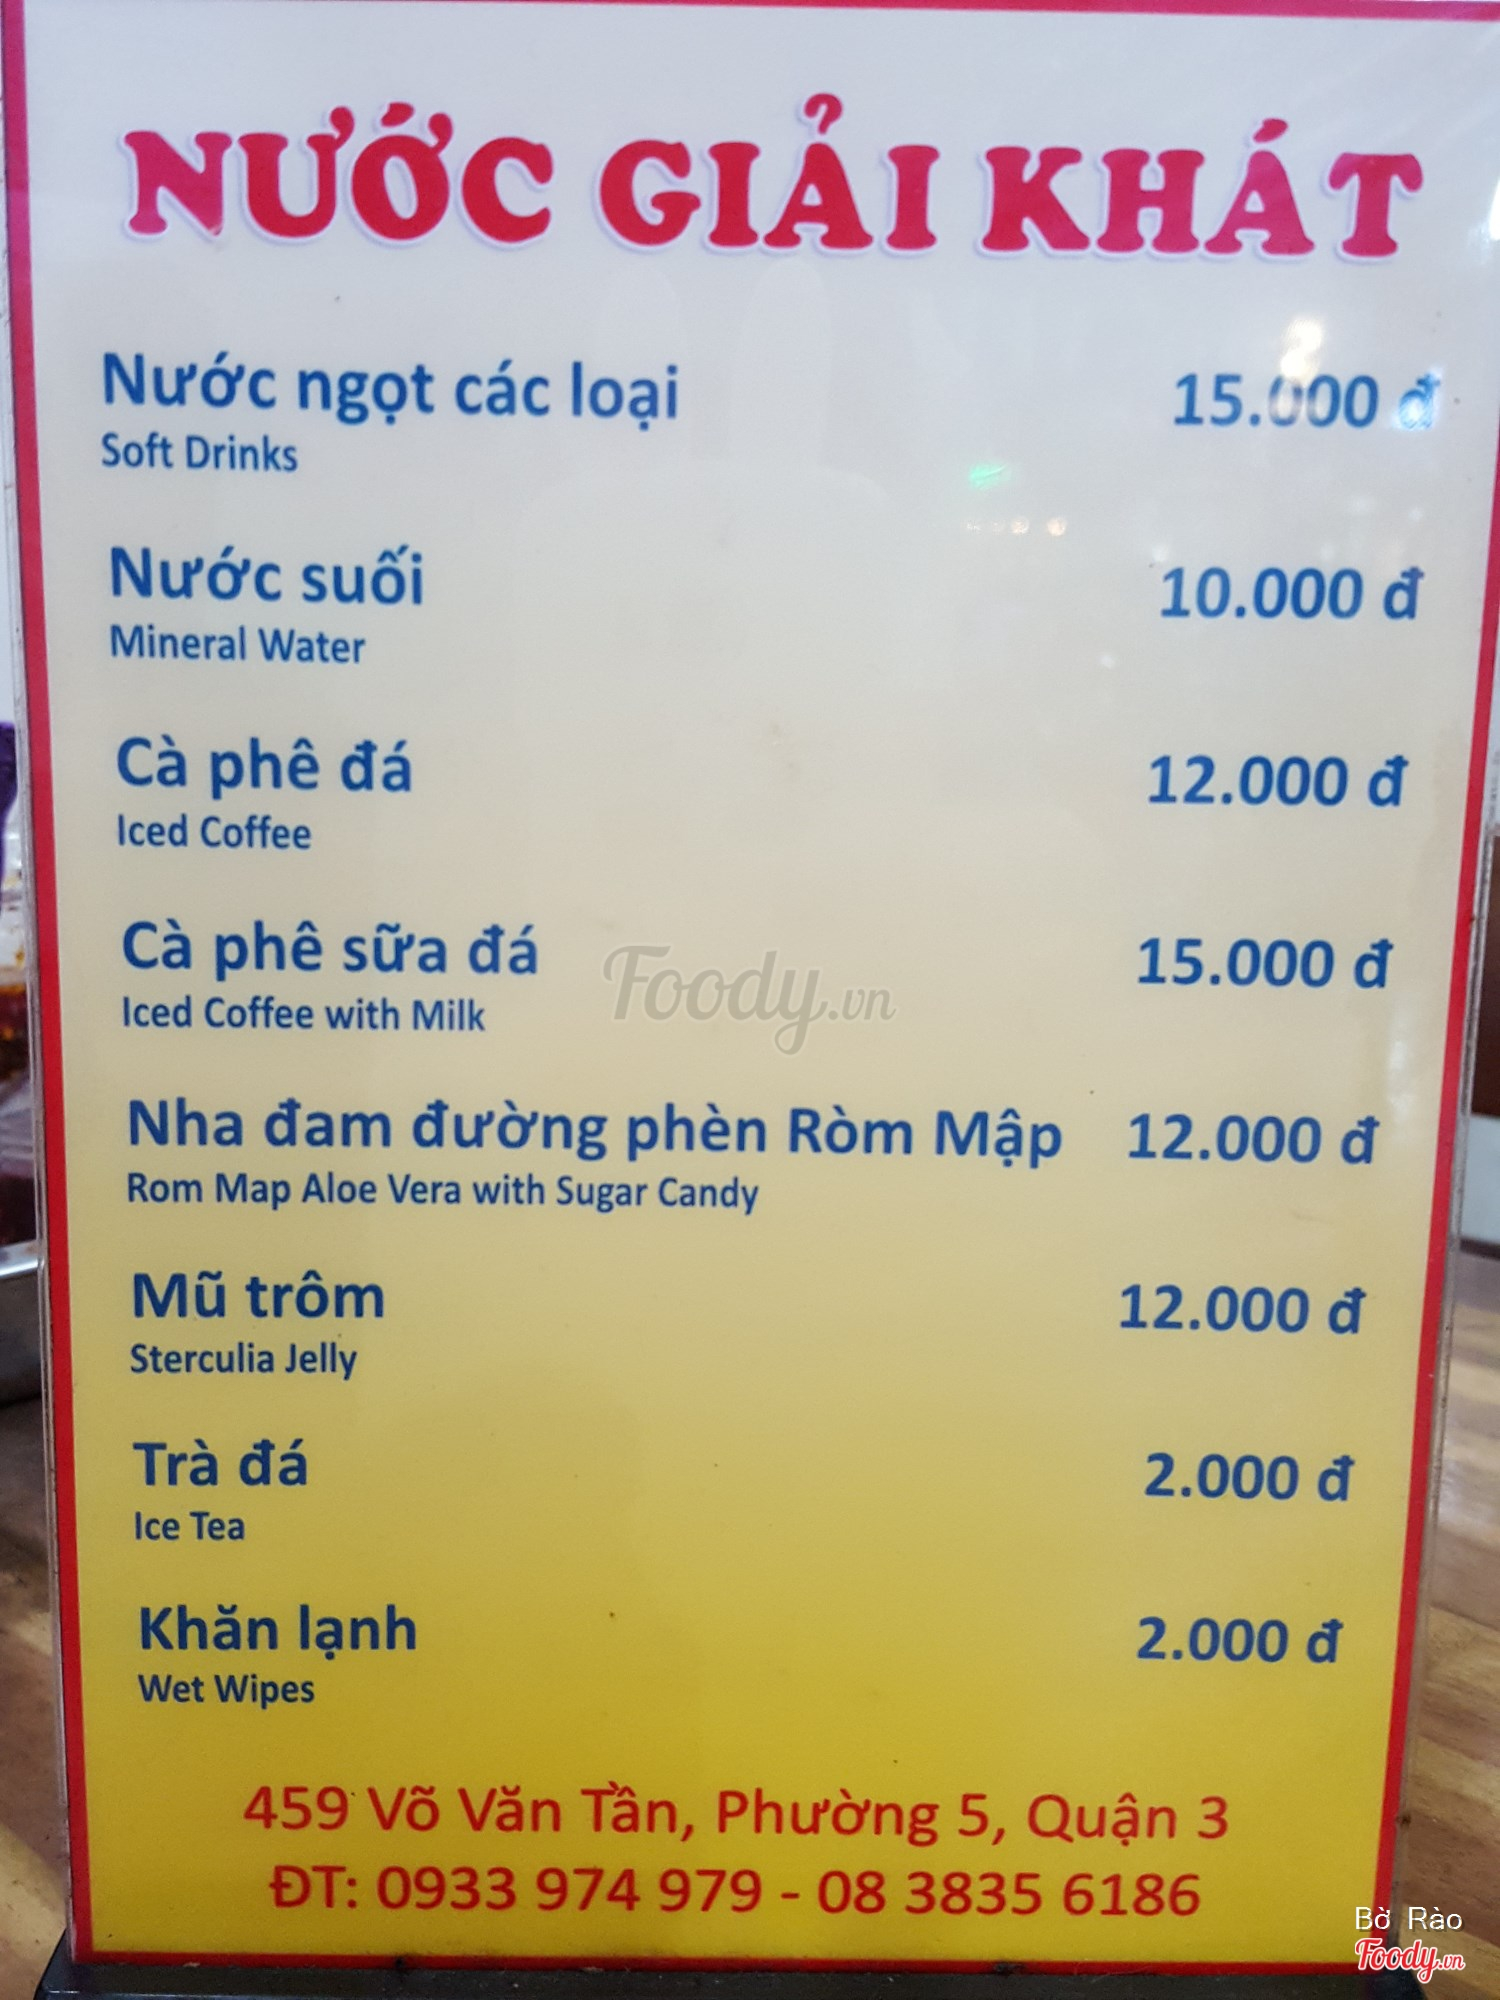 NƯỚC GIẢI KHÁT
Nước ngọt các loại 15.000 đ
Soft Drinks
Nước suối 10.000 đ
Mineral Water
Cà phê đá 12.000 đ
Iced Coffee
Cà phê sữa đá 15.000 đ
Iced Coffee with Milk
Foody.vn
Nha đam đường phèn Ròm Mập 12.000 đ
Rom Map Aloe Vera with Sugar Candy
Mũ trôm 12.000 đ
Sterculia Jelly
Trà đá 2.000 đ
Ice Tea
Khăn lạnh 2.000 đ
Wet Wipes
459 Võ Văn Tần, Phường 5, Quận 3
ĐT: 0933 974 979 - 08 3835 6186
Bờ Rào
Foody.vn